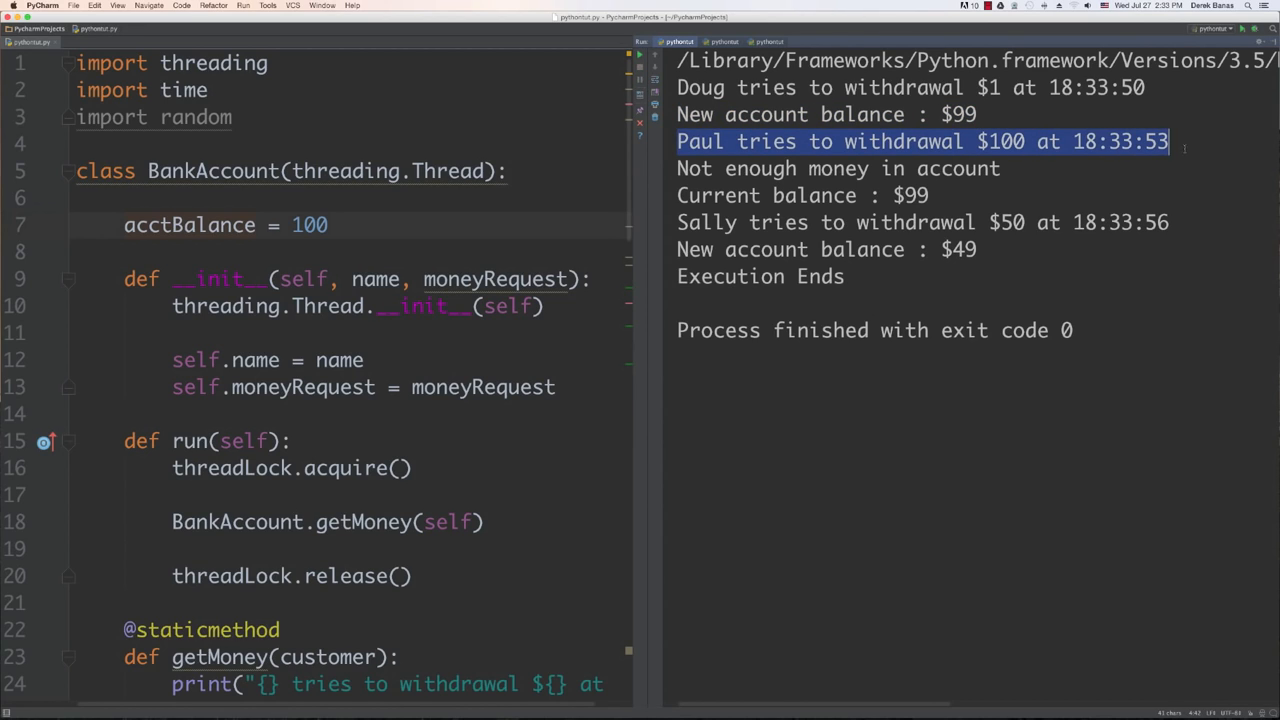 PyCharm File Edit View Navigate Code Refactor Run Tools VCS Window Help
10 Wed Jul 27 2:33 PM Derek Banas
pythontut.py - PycharmProjects - [~/PycharmProjects]
PycharmProjects pythontut.py pythontut
pythontut.py
Run: pythontut pythontut pythontut
1 import threading
2 import time
3 import random
4
5 class BankAccount(threading.Thread):
6
7 acctBalance = 100
8
9 def __init__(self, name, moneyRequest):
10 threading.Thread.__init__(self)
11
12 self.name = name
13 self.moneyRequest = moneyRequest
14
15 def run(self):
16 threadLock.acquire()
17
18 BankAccount.getMoney(self)
19
20 threadLock.release()
22 @staticmethod
23 def getMoney(customer):
24 print("{} tries to withdrawal ${} at
/Library/Frameworks/Python.framework/Versions/3.5/
Doug tries to withdrawal $1 at 18:33:50
New account balance : $99
Paul tries to withdrawal $100 at 18:33:53
Not enough money in account
Current balance : $99
Sally tries to withdrawal $50 at 18:33:56
New account balance : $49
Execution Ends
Process finished with exit code 0
43 chars 4:42 LF÷ UTF-8÷